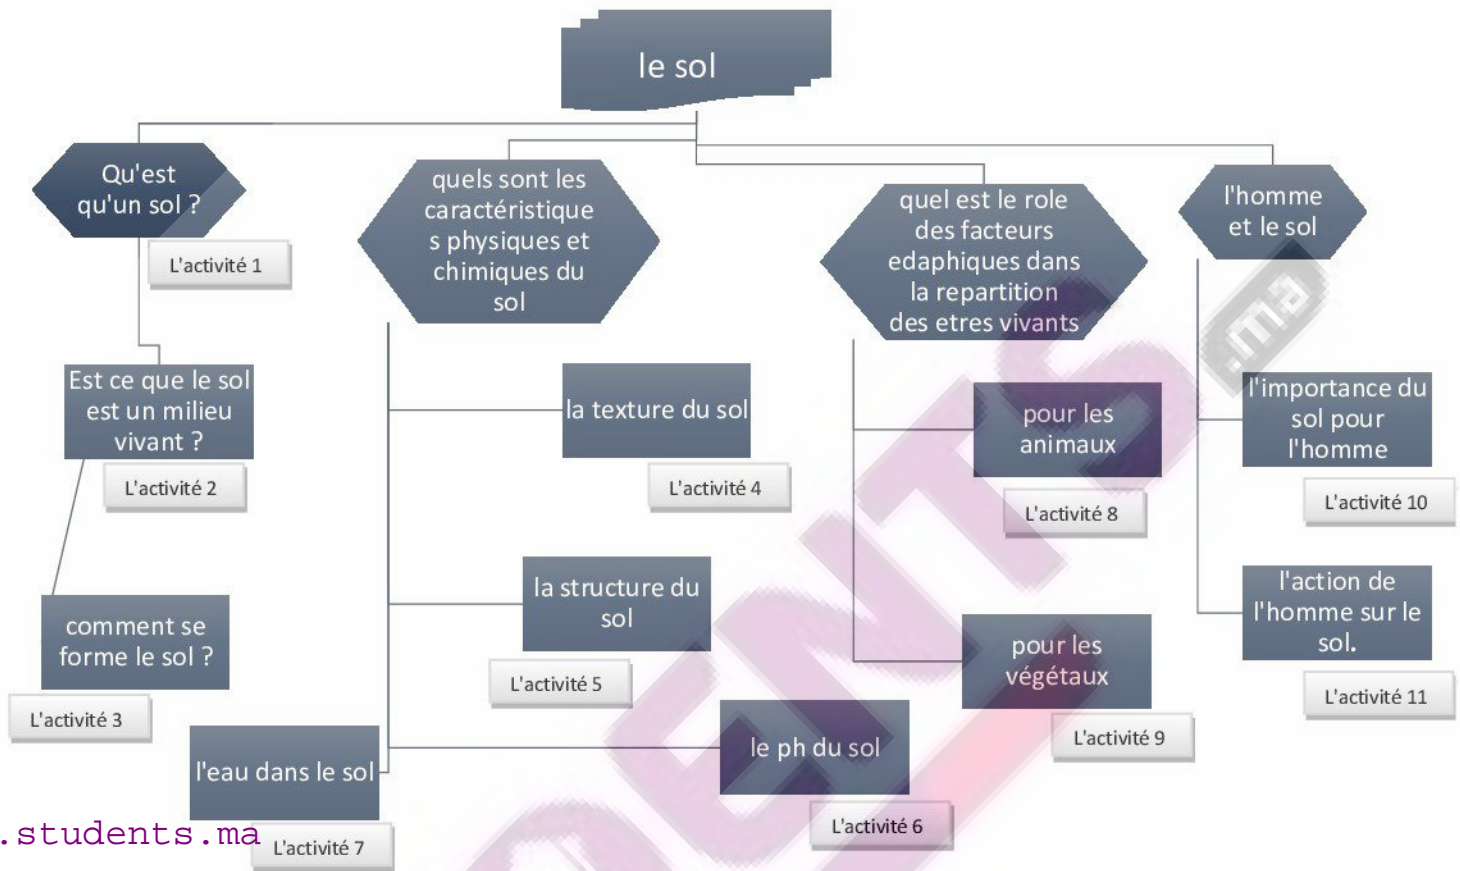 le sol
Qu'est
qu'un sol ?
L'activité 1
Est ce que le sol
est un milieu
vivant ?
L'activité 2
comment se
forme le sol ?
L'activité 3
quels sont les
caractéristique
s physiques et
chimiques du
sol
la texture du sol
L'activité 4
la structure du
sol
L'activité 5
le ph du sol
L'activité 6
l'eau dans le sol
L'activité 7
quel est le role
des facteurs
edaphiques dans
la repartition
des etres vivants
pour les
animaux
L'activité 8
pour les
végétaux
L'activité 9
l'homme
et le sol
l'importance du
sol pour
l'homme
L'activité 10
l'action de
l'homme sur le
sol.
L'activité 11
.students.ma
ENTS
.ma